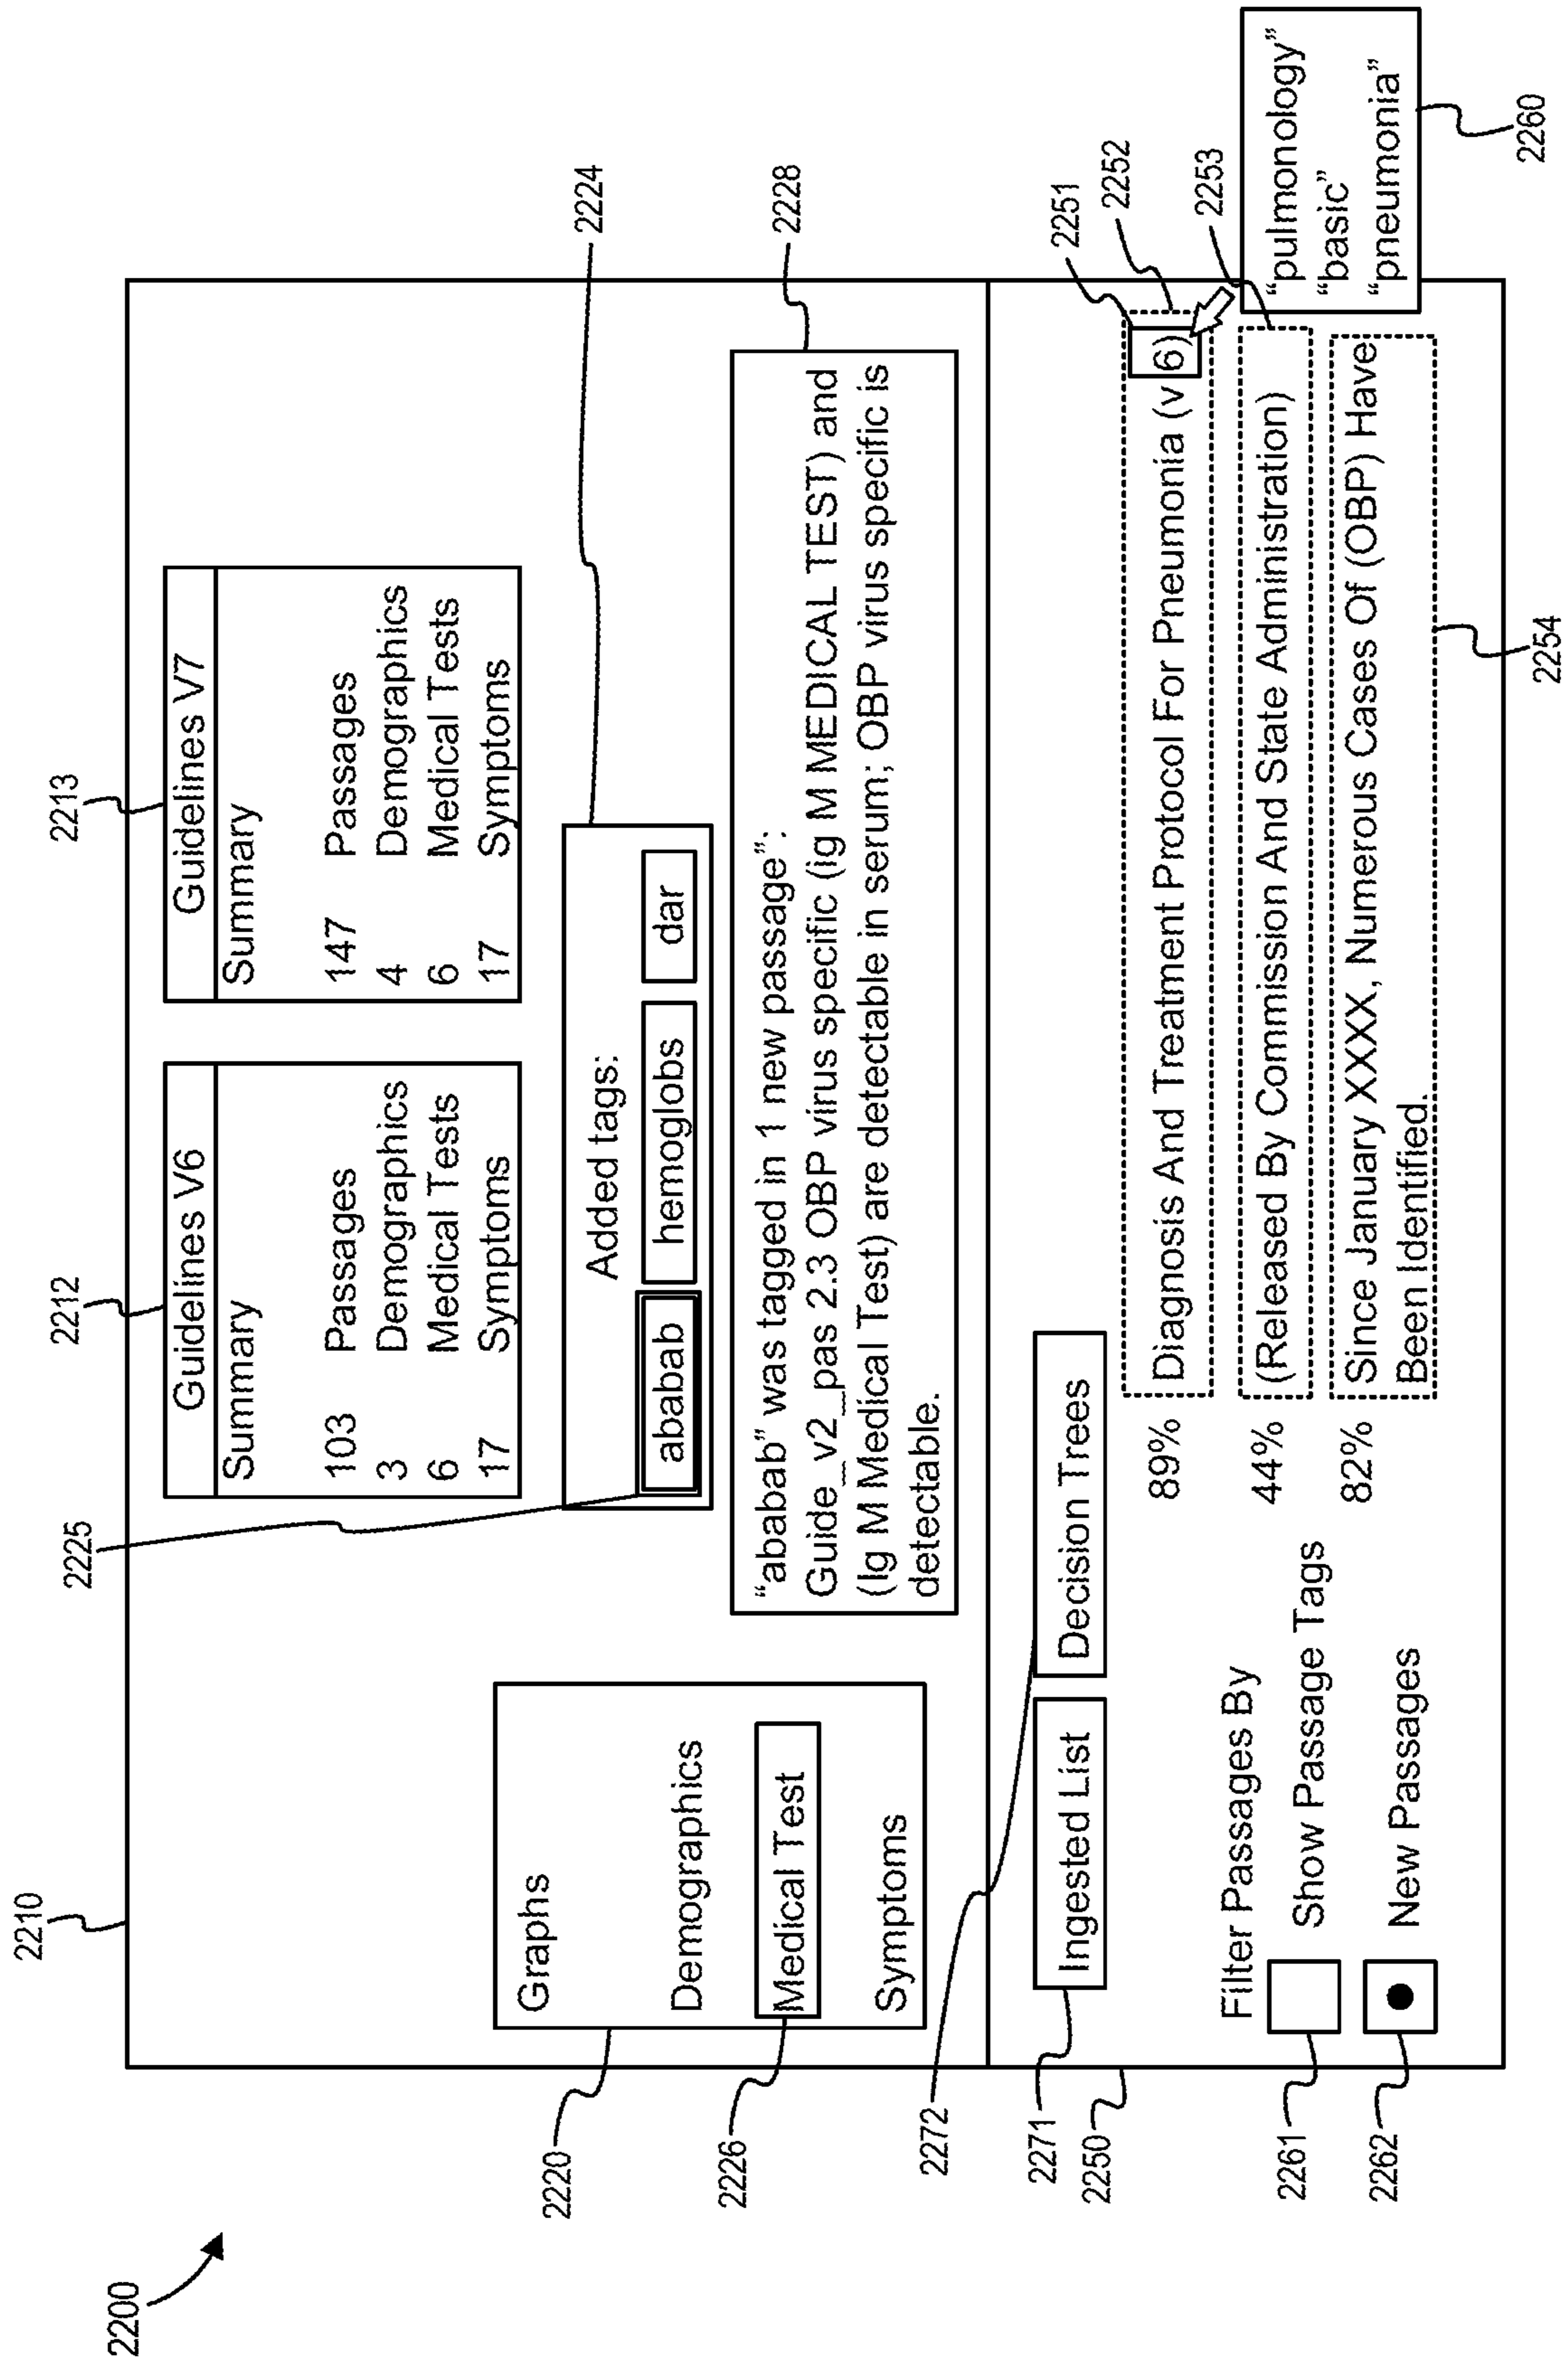 2200
2210
2212
2213
Guidelines V6
Summary
103 Passages
3 Demographics
6 Medical Tests
17 Symptoms
Guidelines V7
Summary
147 Passages
4 Demographics
6 Medical Tests
17 Symptoms
2225
2224
Added tags:
ababab
hemoglobs
dar
2220
Graphs
Demographics
Medical Test
Symptoms
2226
2228
“ababab” was tagged in 1 new passage”:
Guide_v2_pas 2.3 OBP virus specific (ig M MEDICAL TEST) and
(Ig M Medical Test) are detectable in serum; OBP virus specific is
detectable.
2272
2271
2250
Ingested List
Decision Trees
2251
2252
2253
Filter Passages By
2261
Show Passage Tags
2262
New Passages
89% Diagnosis And Treatment Protocol For Pneumonia (v 6)
44% (Released By Commission And State Administration)
82% Since January XXXX, Numerous Cases Of (OBP) Have
Been Identified.
2254
“pulmonology”
“basic”
“pneumonia”
2260